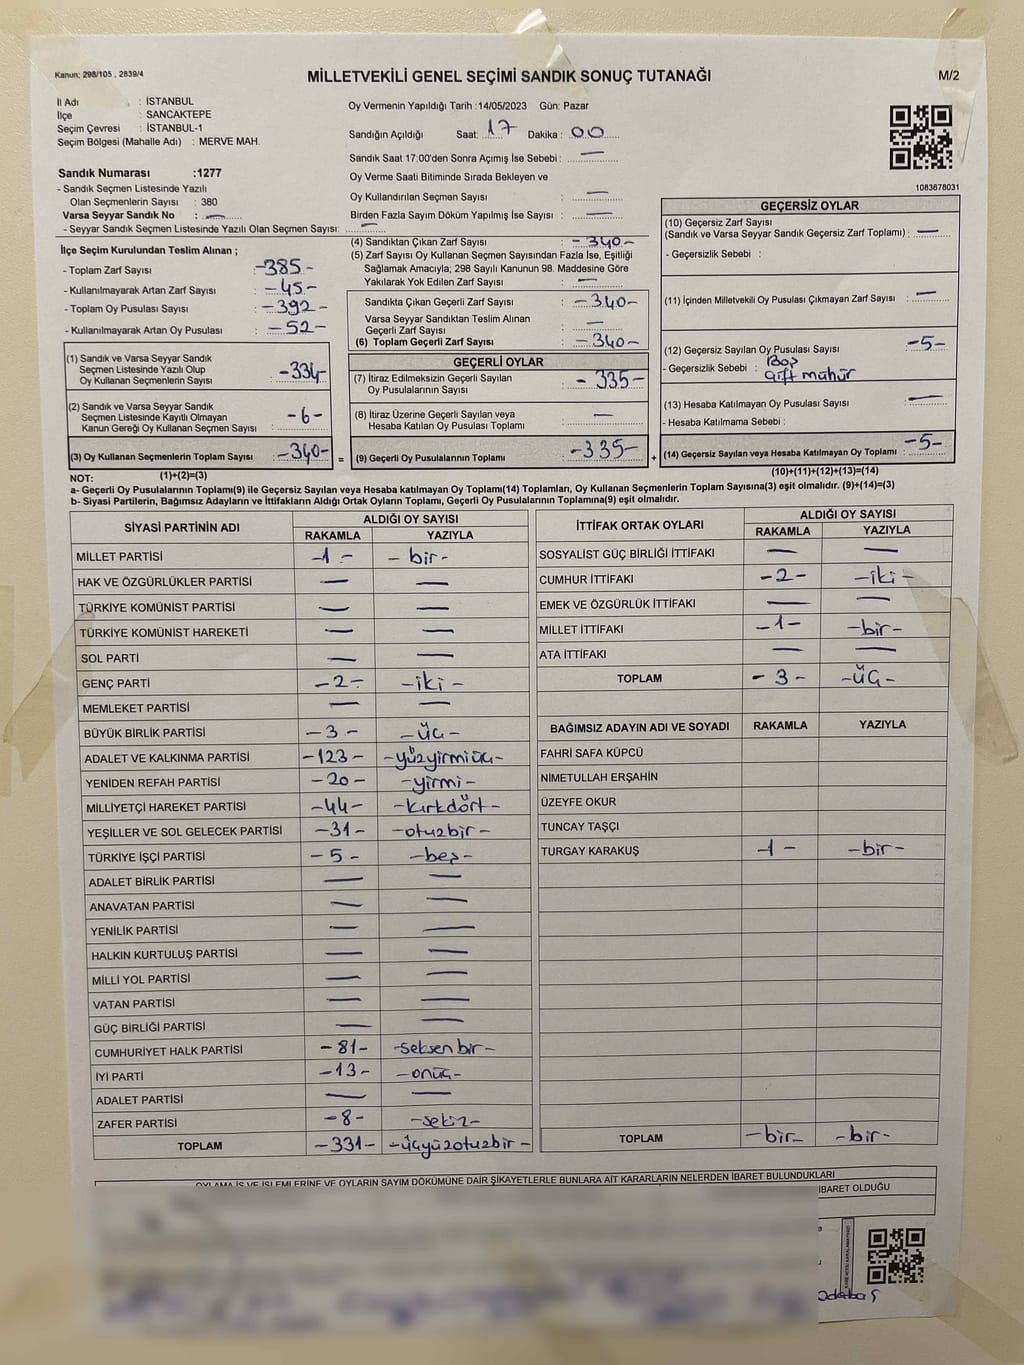 Kanun; 298/105 , 2839/4
MİLLETVEKİLİ GENEL SEÇİMİ SANDIK SONUÇ TUTANAĞI
M/2
İl Adı : İSTANBUL
İlçe : SANCAKTEPE
Seçim Çevresi : İSTANBUL-1
Seçim Bölgesi (Mahalle Adı) : MERVE MAH.
Sandık Numarası :1277
- Sandık Seçmen Listesinde Yazılı
Olan Seçmenlerin Sayısı : 380
Varsa Seyyar Sandık No : —
- Seyyar Sandık Seçmen Listesinde Yazılı Olan Seçmen Sayısı: —
İlçe Seçim Kurulundan Teslim Alınan ;
- Toplam Zarf Sayısı : -385-
- Kullanılmayarak Artan Zarf Sayısı : -45-
- Toplam Oy Pusulası Sayısı : -392-
- Kullanılmayarak Artan Oy Pusulası : -52-
(1) Sandık ve Varsa Seyyar Sandık
Seçmen Listesinde Yazılı Olup
Oy Kullanan Seçmenlerin Sayısı : -334-
(2) Sandık ve Varsa Seyyar Sandık
Seçmen Listesinde Kayıtlı Olmayan
Kanun Gereği Oy Kullanan Seçmen Sayısı : -6-
(3) Oy Kullanan Seçmenlerin Toplam Sayısı : -340-
Oy Vermenin Yapıldığı Tarih :14/05/2023 Gün: Pazar
Sandığın Açıldığı Saat: 17 Dakika : 00
Sandık Saat 17:00'den Sonra Açımış İse Sebebi : —
Oy Verme Saati Bitiminde Sırada Bekleyen ve
Oy Kullandırılan Seçmen Sayısı : —
Birden Fazla Sayım Döküm Yapılmış İse Sayısı : —
(4) Sandıktan Çıkan Zarf Sayısı : -340-
(5) Zarf Sayısı Oy Kullanan Seçmen Sayısından Fazla İse, Eşitliği
Sağlamak Amacıyla; 298 Sayılı Kanunun 98. Maddesine Göre
Yakılarak Yok Edilen Zarf Sayısı : —
Sandıkta Çıkan Geçerli Zarf Sayısı : -340-
Varsa Seyyar Sandıktan Teslim Alınan
Geçerli Zarf Sayısı : —
(6) Toplam Geçerli Zarf Sayısı : -340-
GEÇERLİ OYLAR
(7) İtiraz Edilmeksizin Geçerli Sayılan
Oy Pusulalarının Sayısı : -335-
(8) İtiraz Üzerine Geçerli Sayılan veya
Hesaba Katılan Oy Pusulası Toplamı : —
= (9) Geçerli Oy Pusulalarının Toplamı : -335- +
1083678031
GEÇERSİZ OYLAR
(10) Geçersiz Zarf Sayısı
(Sandık ve Varsa Seyyar Sandık Geçersiz Zarf Toplamı) : —
- Geçersizlik Sebebi :
(11) İçinden Milletvekili Oy Pusulası Çıkmayan Zarf Sayısı : —
(12) Geçersiz Sayılan Oy Pusulası Sayısı : -5-
- Geçersizlik Sebebi : Boş
Çift mühür
(13) Hesaba Katılmayan Oy Pusulası Sayısı : —
- Hesaba Katılmama Sebebi :
(14) Geçersiz Sayılan veya Hesaba Katılmayan Oy Toplamı : -5-
NOT: (1)+(2)=(3) (10)+(11)+(12)+(13)=(14)
a- Geçerli Oy Pusulalarının Toplamı(9) ile Geçersiz Sayılan veya Hesap katılmayan Oy Toplamı(14) Toplamları, Oy Kullanan Seçmenlerin Toplam Sayısına(3) eşit olmalıdır. (9)+(14)=(3)
b- Siyasi Partilerin, Bağımsız Adayların ve İttifakların Aldığı Ortak Oyların Toplamı, Geçerli Oy Pusulalarının Toplamına(9) eşit olmalıdır.
SİYASİ PARTİNİN ADI ALDIĞI OY SAYISI
RAKAMLA YAZIYLA
MİLLET PARTİSİ -1- -bir-
HAK VE ÖZGÜRLÜKLER PARTİSİ — —
TÜRKİYE KOMÜNİST PARTİSİ — —
TÜRKİYE KOMÜNİST HAREKETİ — —
SOL PARTİ — —
GENÇ PARTİ -2- -iki-
MEMLEKET PARTİSİ — —
BÜYÜK BİRLİK PARTİSİ -3- -üç-
ADALET VE KALKINMA PARTİSİ -123- -yüzyirmiüç-
YENİDEN REFAH PARTİSİ -20- -yirmi-
MİLLİYETÇİ HAREKET PARTİSİ -44- -kırkdört-
YEŞİLLER VE SOL GELECEK PARTİSİ -31- -otuzbir-
TÜRKİYE İŞÇİ PARTİSİ -5- -beş-
ADALET BİRLİK PARTİSİ — —
ANAVATAN PARTİSİ — —
YENİLİK PARTİSİ — —
HALKIN KURTULUŞ PARTİSİ — —
MİLLİ YOL PARTİSİ — —
VATAN PARTİSİ — —
GÜÇ BİRLİĞİ PARTİSİ — —
CUMHURİYET HALK PARTİSİ -81- -seksen bir-
İYİ PARTİ -13- -onüç-
ADALET PARTİSİ — —
ZAFER PARTİSİ -8- -sekiz-
TOPLAM -331- -üçyüzotuzbir-
İTTİFAK ORTAK OYLARI ALDIĞI OY SAYISI
RAKAMLA YAZIYLA
SOSYALİST GÜÇ BİRLİĞİ İTTİFAKI — —
CUMHUR İTTİFAKI -2- -iki-
EMEK VE ÖZGÜRLÜK İTTİFAKI — —
MİLLET İTTİFAKI -1- -bir-
ATA İTTİFAKI — —
TOPLAM -3- -üç-
BAĞIMSIZ ADAYIN ADI VE SOYADI RAKAMLA YAZIYLA
FAHRİ SAFA KÜPCÜ
NİMETULLAH ERŞAHİN
ÜZEYFE OKUR
TUNCAY TAŞÇI
TURGAY KARAKUŞ -1- -bir-
TOPLAM -bir- -bir-
OYLAMA İŞ VE İŞLEMLERİNE VE OYLARIN SAYIM DÖKÜMÜNE DAİR ŞİKAYETLERLE BUNLARA AİT KARARLARIN NELERDEN İBARET BULUNDUKLARI
İBARET OLDUĞU